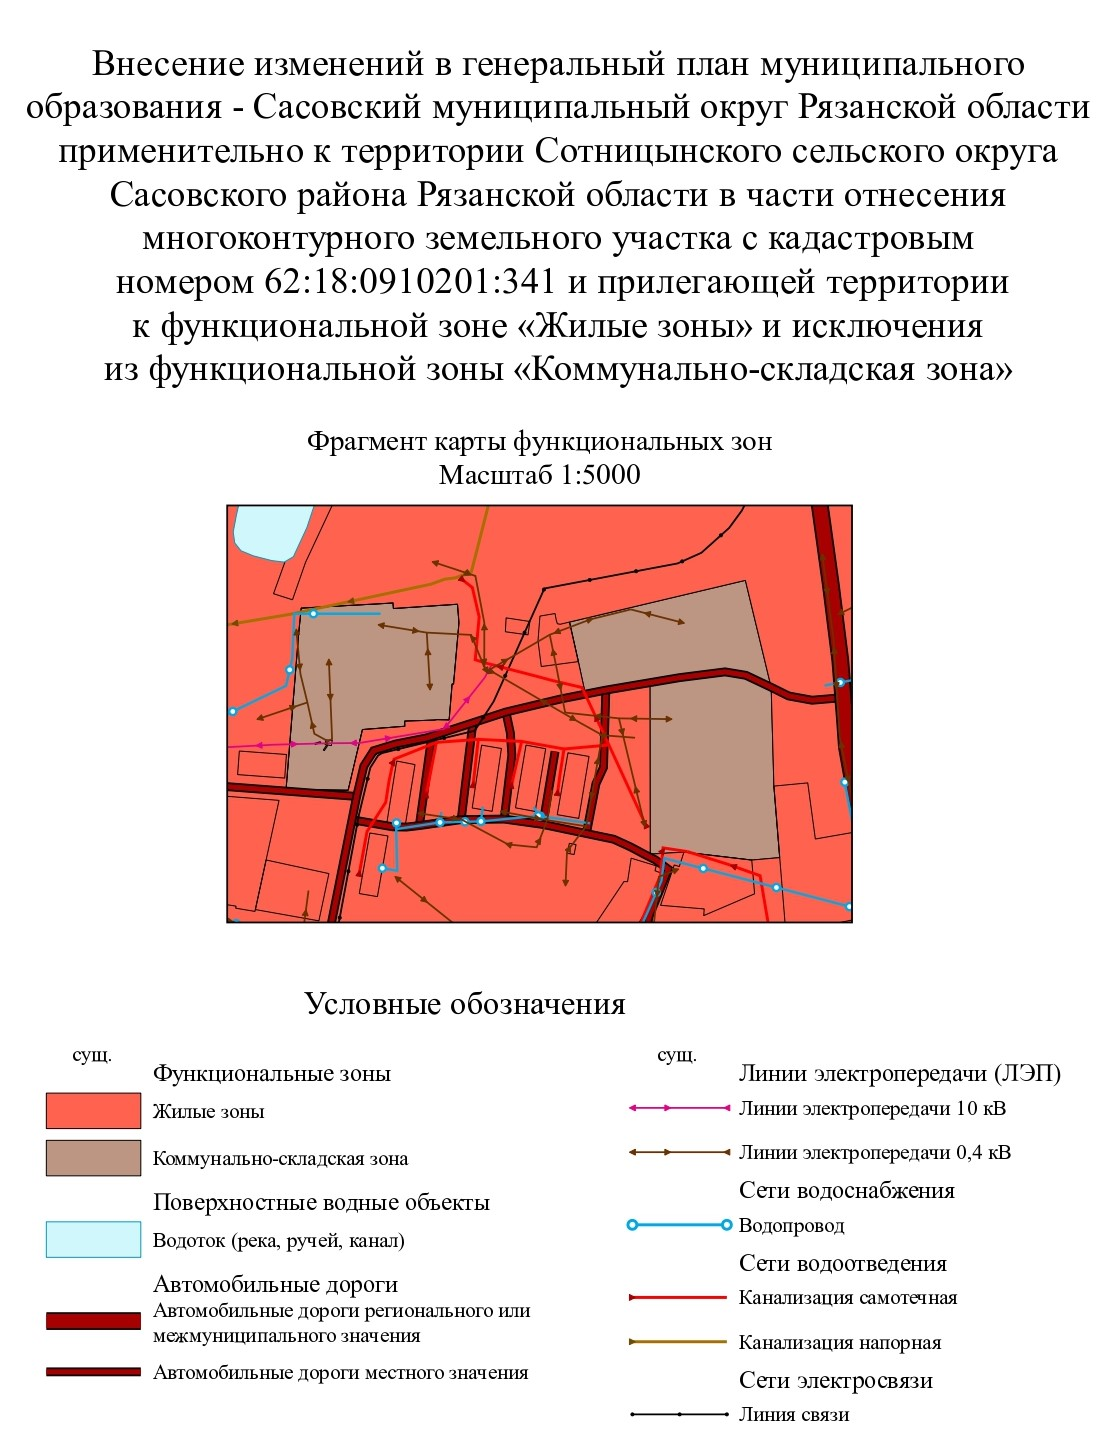 Внесение изменений в генеральный план муниципального
образования - Сасовский муниципальный округ Рязанской области
применительно к территории Сотницынского сельского округа
Сасовского района Рязанской области в части отнесения
многоконтурного земельного участка с кадастровым
номером 62:18:0910201:341 и прилегающей территории
к функциональной зоне «Жилые зоны» и исключения
из функциональной зоны «Коммунально-складская зона»
Фрагмент карты функциональных зон
Масштаб 1:5000
Условные обозначения
сущ.
Функциональные зоны
Жилые зоны
Коммунально-складская зона
Поверхностные водные объекты
Водоток (река, ручей, канал)
Автомобильные дороги
Автомобильные дороги регионального или
межмуниципального значения
Автомобильные дороги местного значения
сущ.
Линии электропередачи (ЛЭП)
Линии электропередачи 10 кВ
Линии электропередачи 0,4 кВ
Сети водоснабжения
Водопровод
Сети водоотведения
Канализация самотечная
Канализация напорная
Сети электросвязи
Линия связи